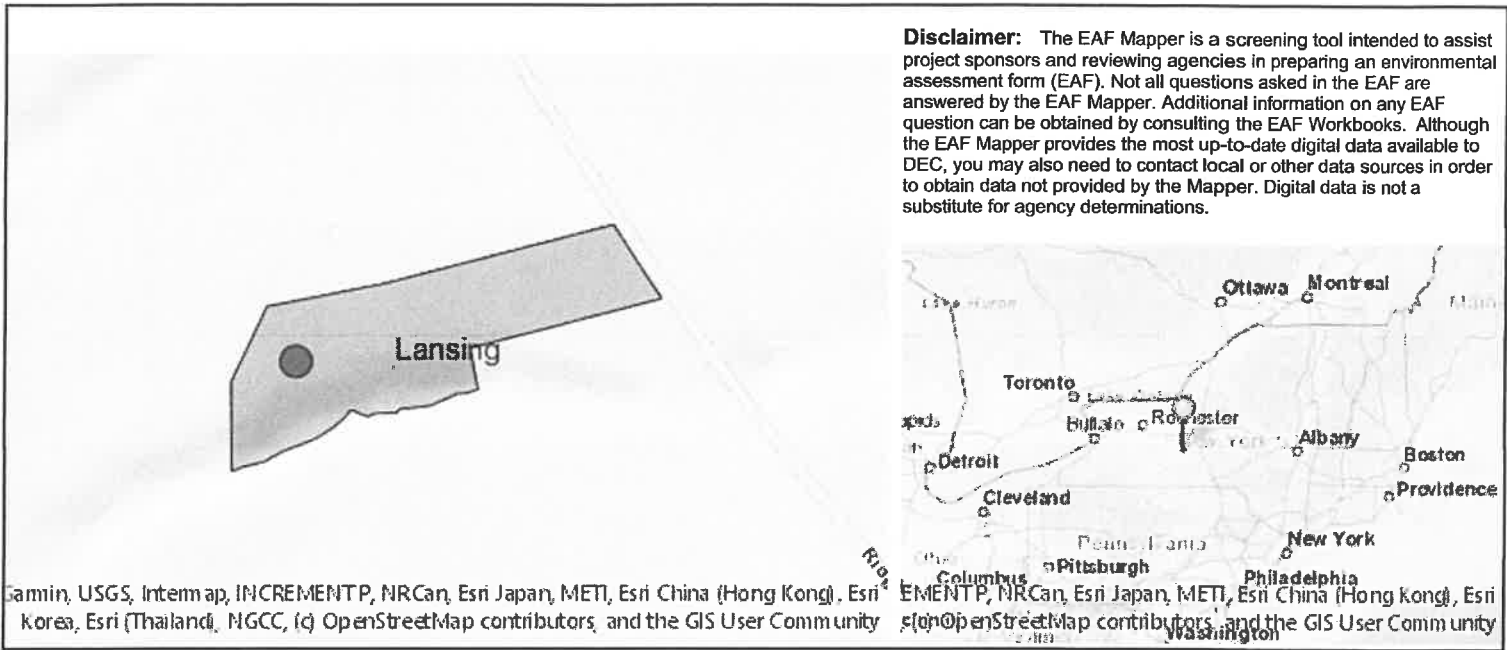 Disclaimer: The EAF Mapper is a screening tool intended to assist
project sponsors and reviewing agencies in preparing an environmental
assessment form (EAF). Not all questions asked in the EAF are
answered by the EAF Mapper. Additional information on any EAF
question can be obtained by consulting the EAF Workbooks. Although
the EAF Mapper provides the most up-to-date digital data available to
DEC, you may also need to contact local or other data sources in order
to obtain data not provided by the Mapper. Digital data is not a
substitute for agency determinations.
Lansing
Garmin, USGS, Intermap, INCREMENT P, NRCan, Esri Japan, METI, Esri China (Hong Kong), Esri
Korea, Esri (Thailand), NGCC, (c) OpenStreetMap contributors, and the GIS User Community
Ottawa
Montreal
Toronto
Buffalo
Rochester
Albany
Boston
Detroit
Providence
Cleveland
New York
Pittsburgh
Columbus
Philadelphia
EMENT P, NRCan, Esri Japan, METI, Esri China (Hong Kong), Esri
OpenStreetMap contributors, and the GIS User Community
Washington